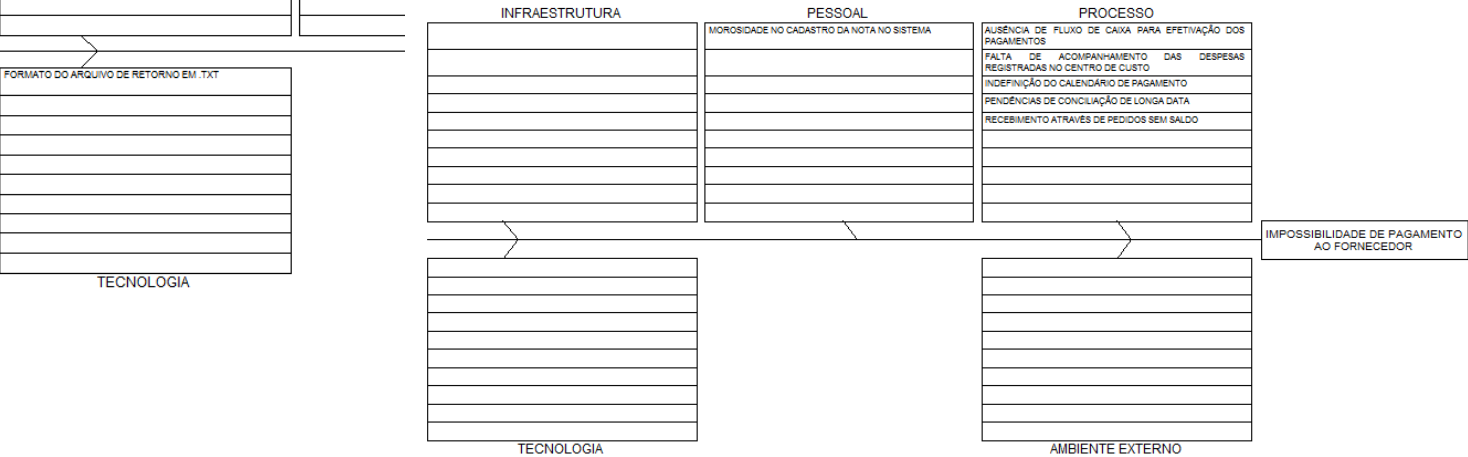 FORMATO DO ARQUIVO DE RETORNO EM .TXT
TECNOLOGIA
INFRAESTRUTURA
PESSOAL
MOROSIDADE NO CADASTRO DA NOTA NO SISTEMA
PROCESSO
AUSÊNCIA DE FLUXO DE CAIXA PARA EFETIVAÇÃO DOS
PAGAMENTOS
FALTA DE ACOMPANHAMENTO DAS DESPESAS
REGISTRADAS NO CENTRO DE CUSTO
INDEFINIÇÃO DO CALENDÁRIO DE PAGAMENTO
PENDÊNCIAS DE CONCILIAÇÃO DE LONGA DATA
RECEBIMENTO ATRAVÉS DE PEDIDOS SEM SALDO
IMPOSSIBILIDADE DE PAGAMENTO
AO FORNECEDOR
TECNOLOGIA
AMBIENTE EXTERNO